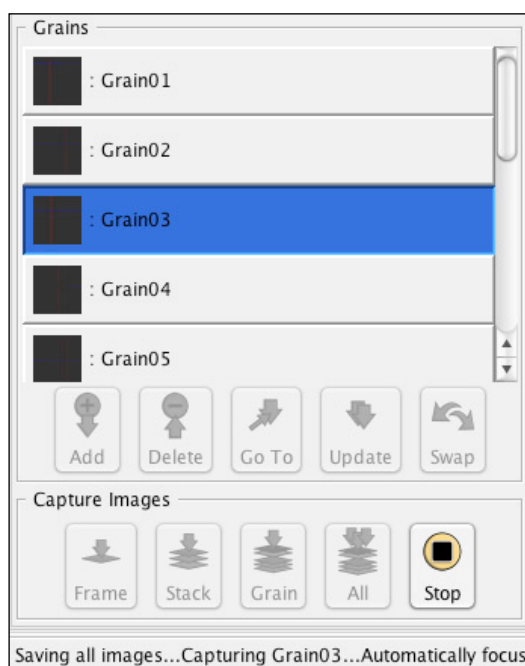 Grains
: Grain01
: Grain02
: Grain03
: Grain04
: Grain05
Add Delete Go To Update Swap
Capture Images
Frame Stack Grain All Stop
Saving all images...Capturing Grain03...Automatically focus